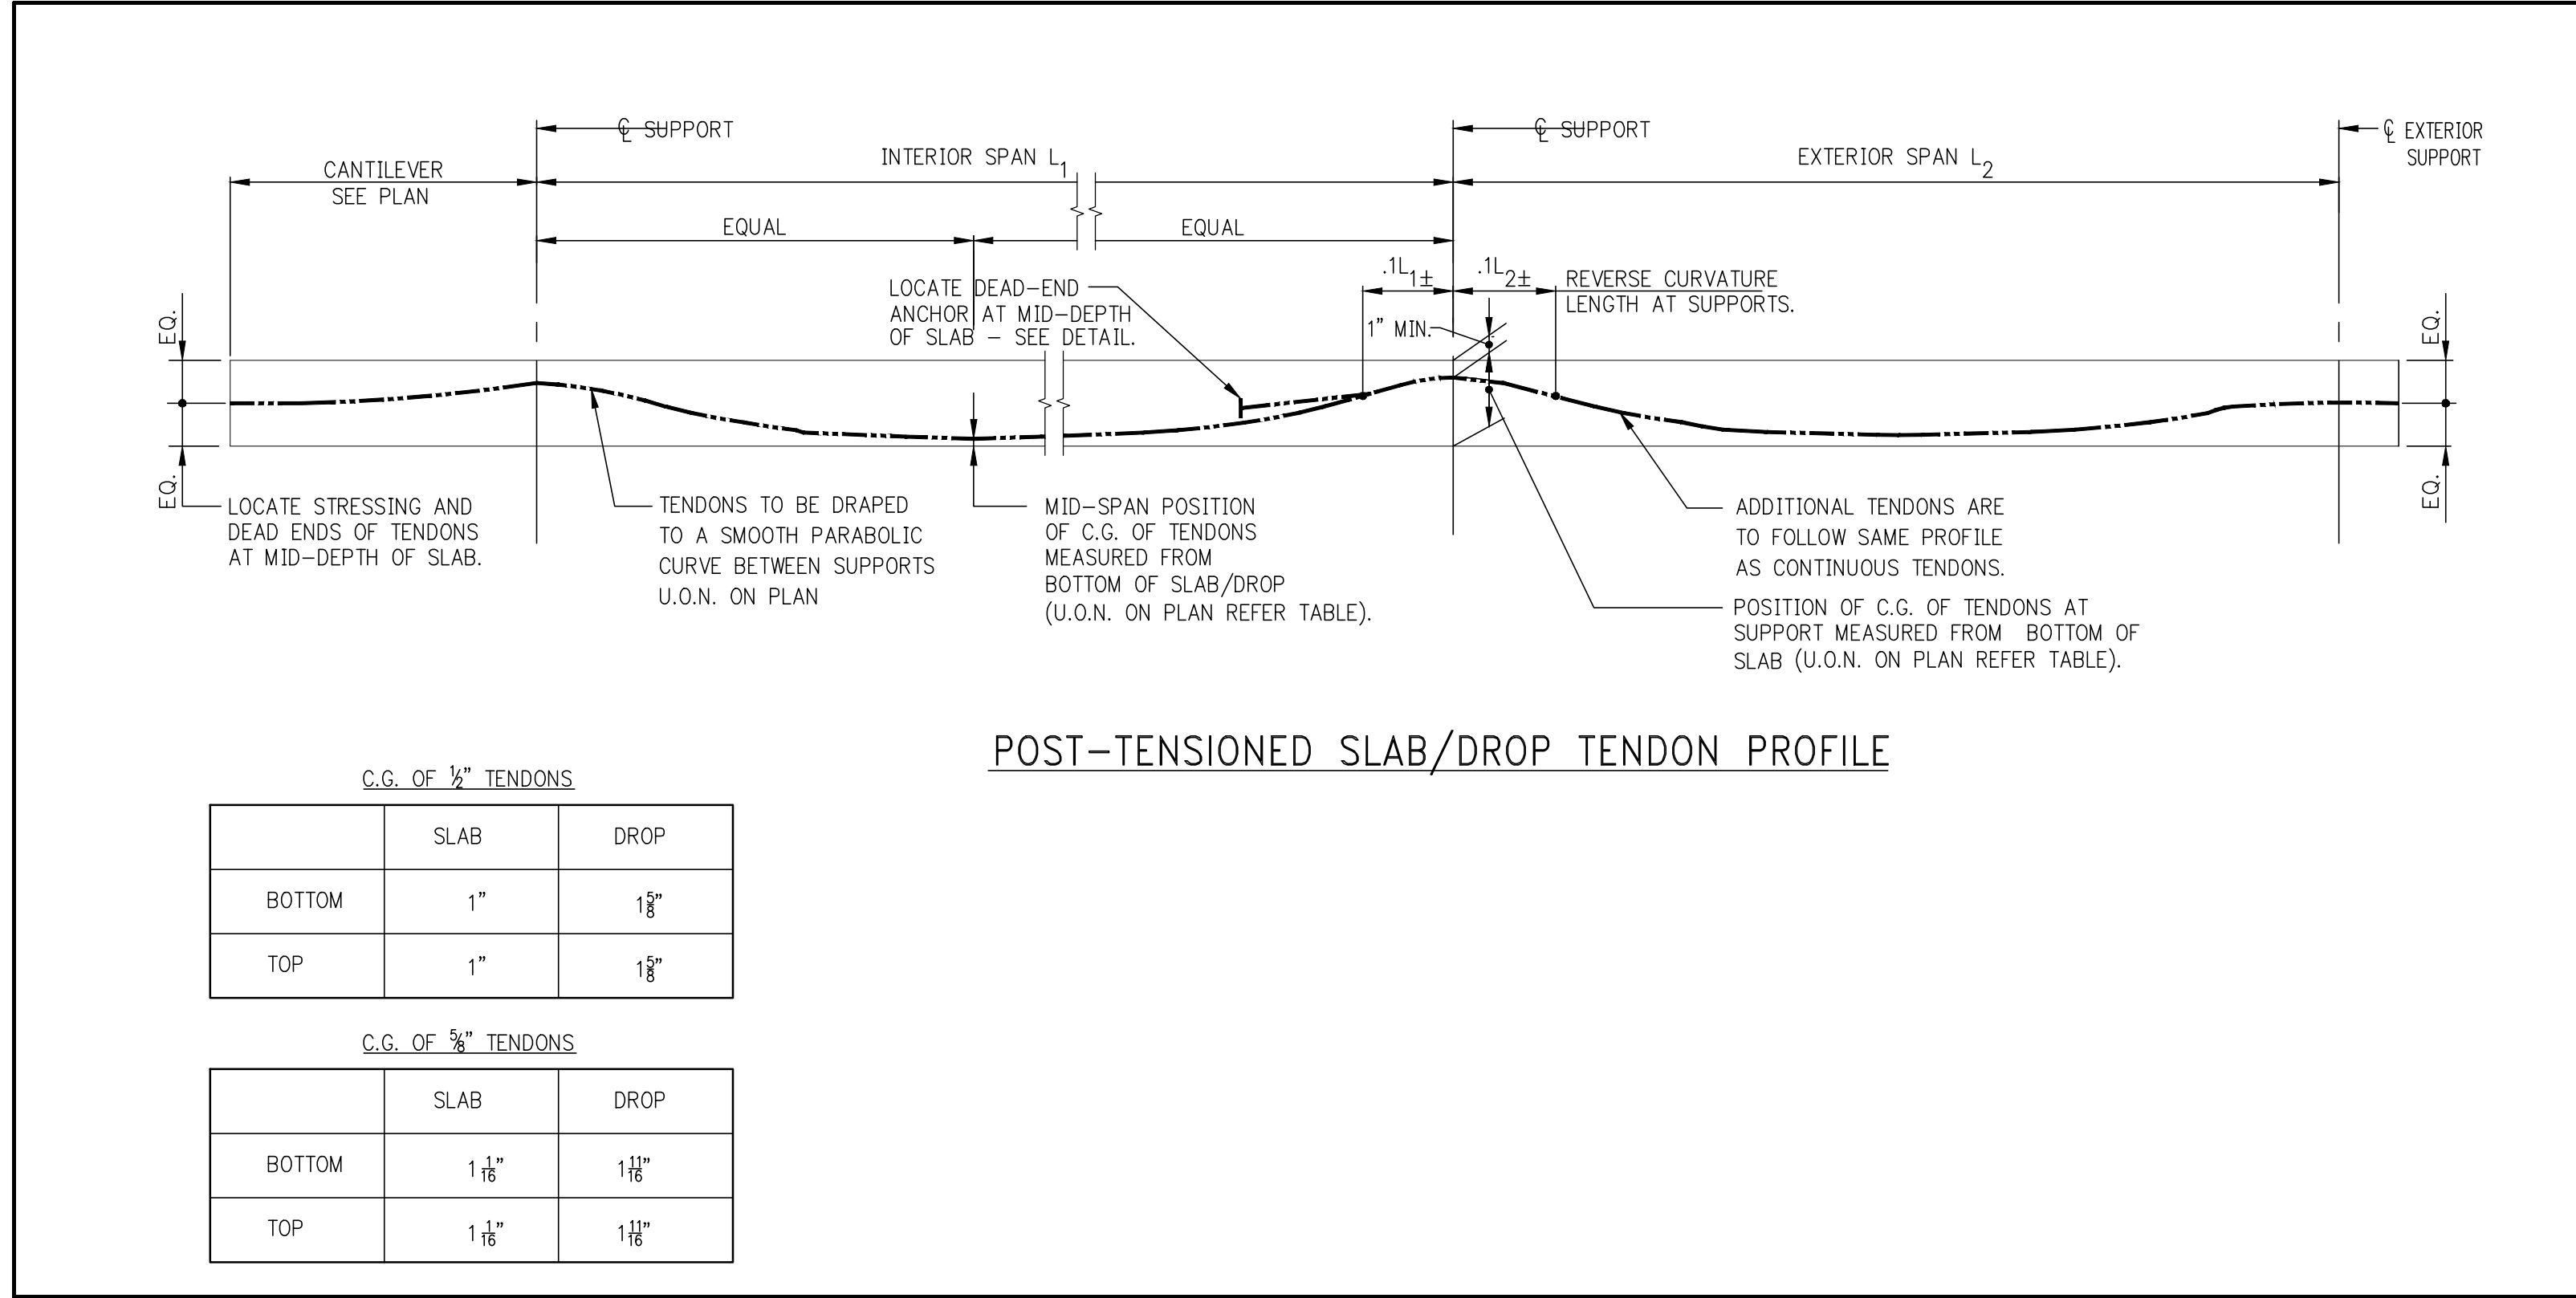 ℄ SUPPORT
℄ SUPPORT
℄ EXTERIOR
SUPPORT
CANTILEVER
SEE PLAN
INTERIOR SPAN L1
EXTERIOR SPAN L2
EQUAL
EQUAL
.1L1±
.1L2±
REVERSE CURVATURE
LENGTH AT SUPPORTS.
LOCATE DEAD-END
ANCHOR AT MID-DEPTH
OF SLAB - SEE DETAIL.
1" MIN.
EQ.
EQ.
EQ.
EQ.
LOCATE STRESSING AND
DEAD ENDS OF TENDONS
AT MID-DEPTH OF SLAB.
TENDONS TO BE DRAPED
TO A SMOOTH PARABOLIC
CURVE BETWEEN SUPPORTS
U.O.N. ON PLAN
MID-SPAN POSITION
OF C.G. OF TENDONS
MEASURED FROM
BOTTOM OF SLAB/DROP
(U.O.N. ON PLAN REFER TABLE).
ADDITIONAL TENDONS ARE
TO FOLLOW SAME PROFILE
AS CONTINUOUS TENDONS.
POSITION OF C.G. OF TENDONS AT
SUPPORT MEASURED FROM BOTTOM OF
SLAB (U.O.N. ON PLAN REFER TABLE).
POST-TENSIONED SLAB/DROP TENDON PROFILE
C.G. OF 1/2" TENDONS
SLAB DROP
BOTTOM 1" 1 5/8"
TOP 1" 1 5/8"
C.G. OF 5/8" TENDONS
SLAB DROP
BOTTOM 1 1/16" 1 11/16"
TOP 1 1/16" 1 11/16"